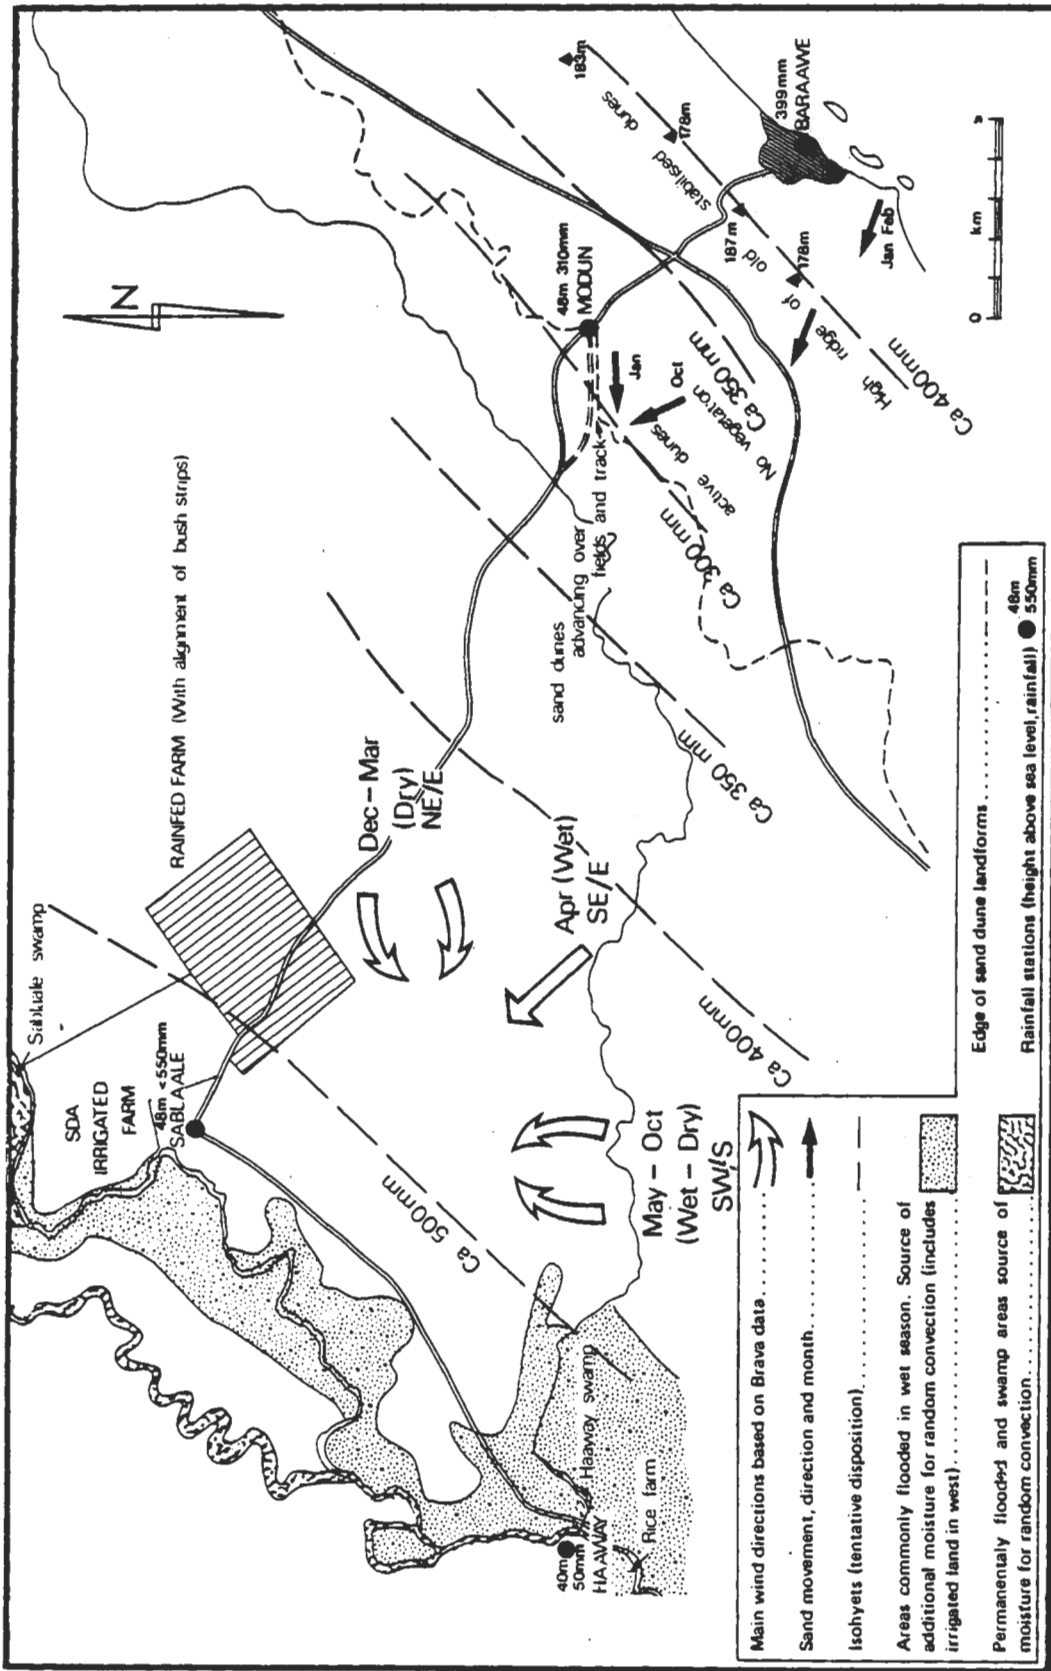 N
Sabluale swamp
RAINFED FARM (With alignment of bush strips)
SDA
IRRIGATED
FARM
48m <550mm
SABLAALE
Dec – Mar
(Dry)
NE/E
Apr (Wet)
SE/E
May – Oct
(Wet – Dry)
SW/S
Ca 500mm
Ca 400mm
Ca 350 mm
Ca 300 mm
Ca 350 mm
Ca 400mm
sand dunes
advancing over
fields and track
48m 310mm
MODUN
Jan
Oct
active dunes
No vegetation
High ridge of old stabilised dunes
183m
178m
187m
178m
399mm
BARAAWE
Jan Feb
0 km 5
40m
50mm
HAAWAY
Haaway swamp
Rice farm
Main wind directions based on Brava data
Sand movement, direction and month
Isohyets (tentative disposition)
Areas commonly flooded in wet season. Source of
additional moisture for random convection (includes
irrigated land in west)
Permanently flooded and swamp areas source of
moisture for random convection
Edge of sand dune landforms
Rainfall stations (height above sea level, rainfall)
48m
550mm